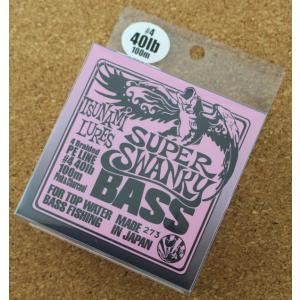 #4
40lb
100m
TSUNAMI
LURES
SUPER
SWANKY
BASS
4 Braided
PE LINE
#4 40lb
100m
FOR TOP WATER
BASS FISHING
MADE 273
IN JAPAN